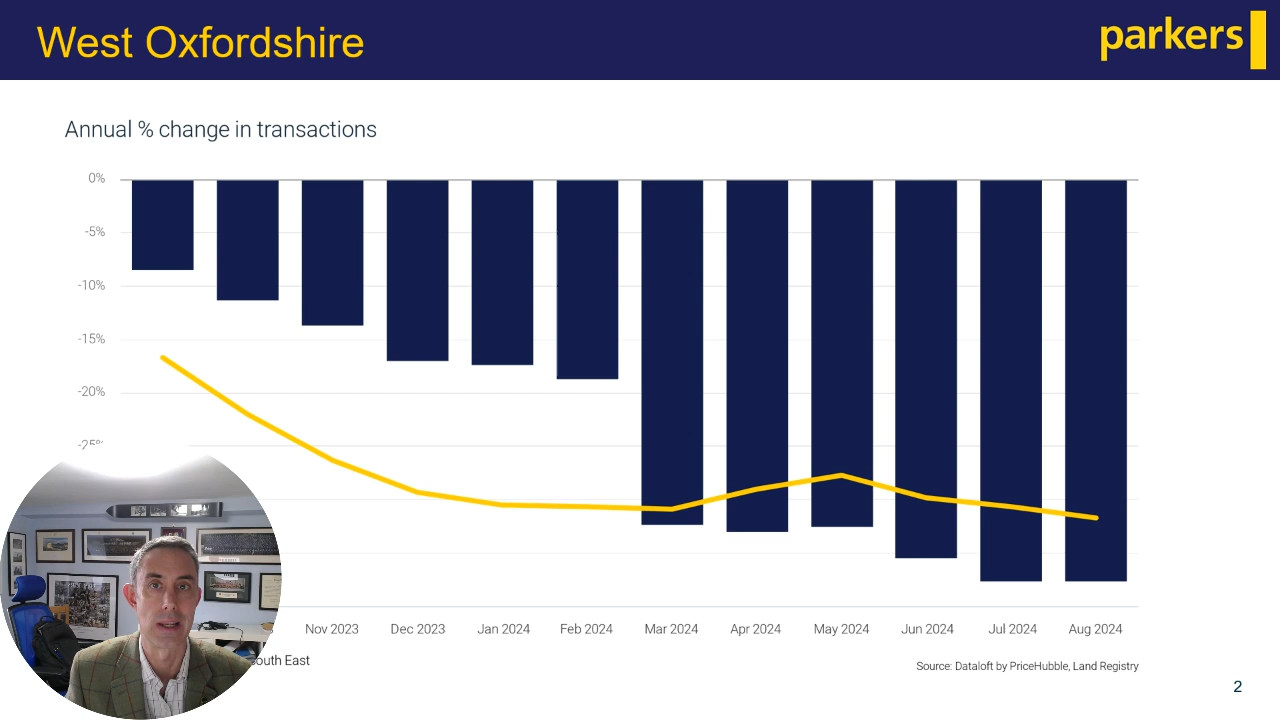 West Oxfordshire
parkers
Annual % change in transactions
0%
-5%
-10%
-15%
-20%
-25%
Nov 2023
Dec 2023
Jan 2024
Feb 2024
Mar 2024
Apr 2024
May 2024
Jun 2024
Jul 2024
Aug 2024
South East
Source: Dataloft by PriceHubble, Land Registry
2